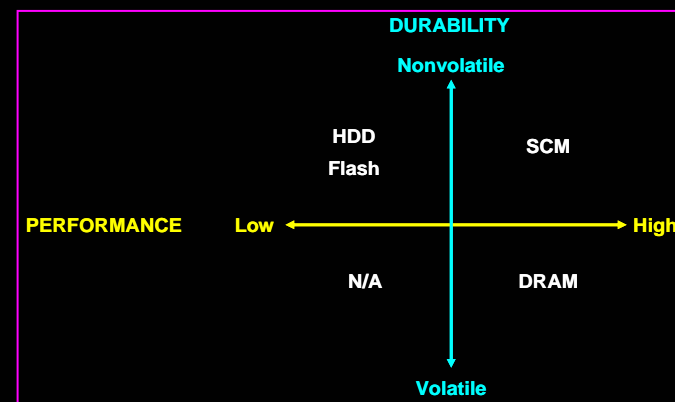 DURABILITY
Nonvolatile
HDD
SCM
Flash
PERFORMANCE Low High
N/A DRAM
Volatile